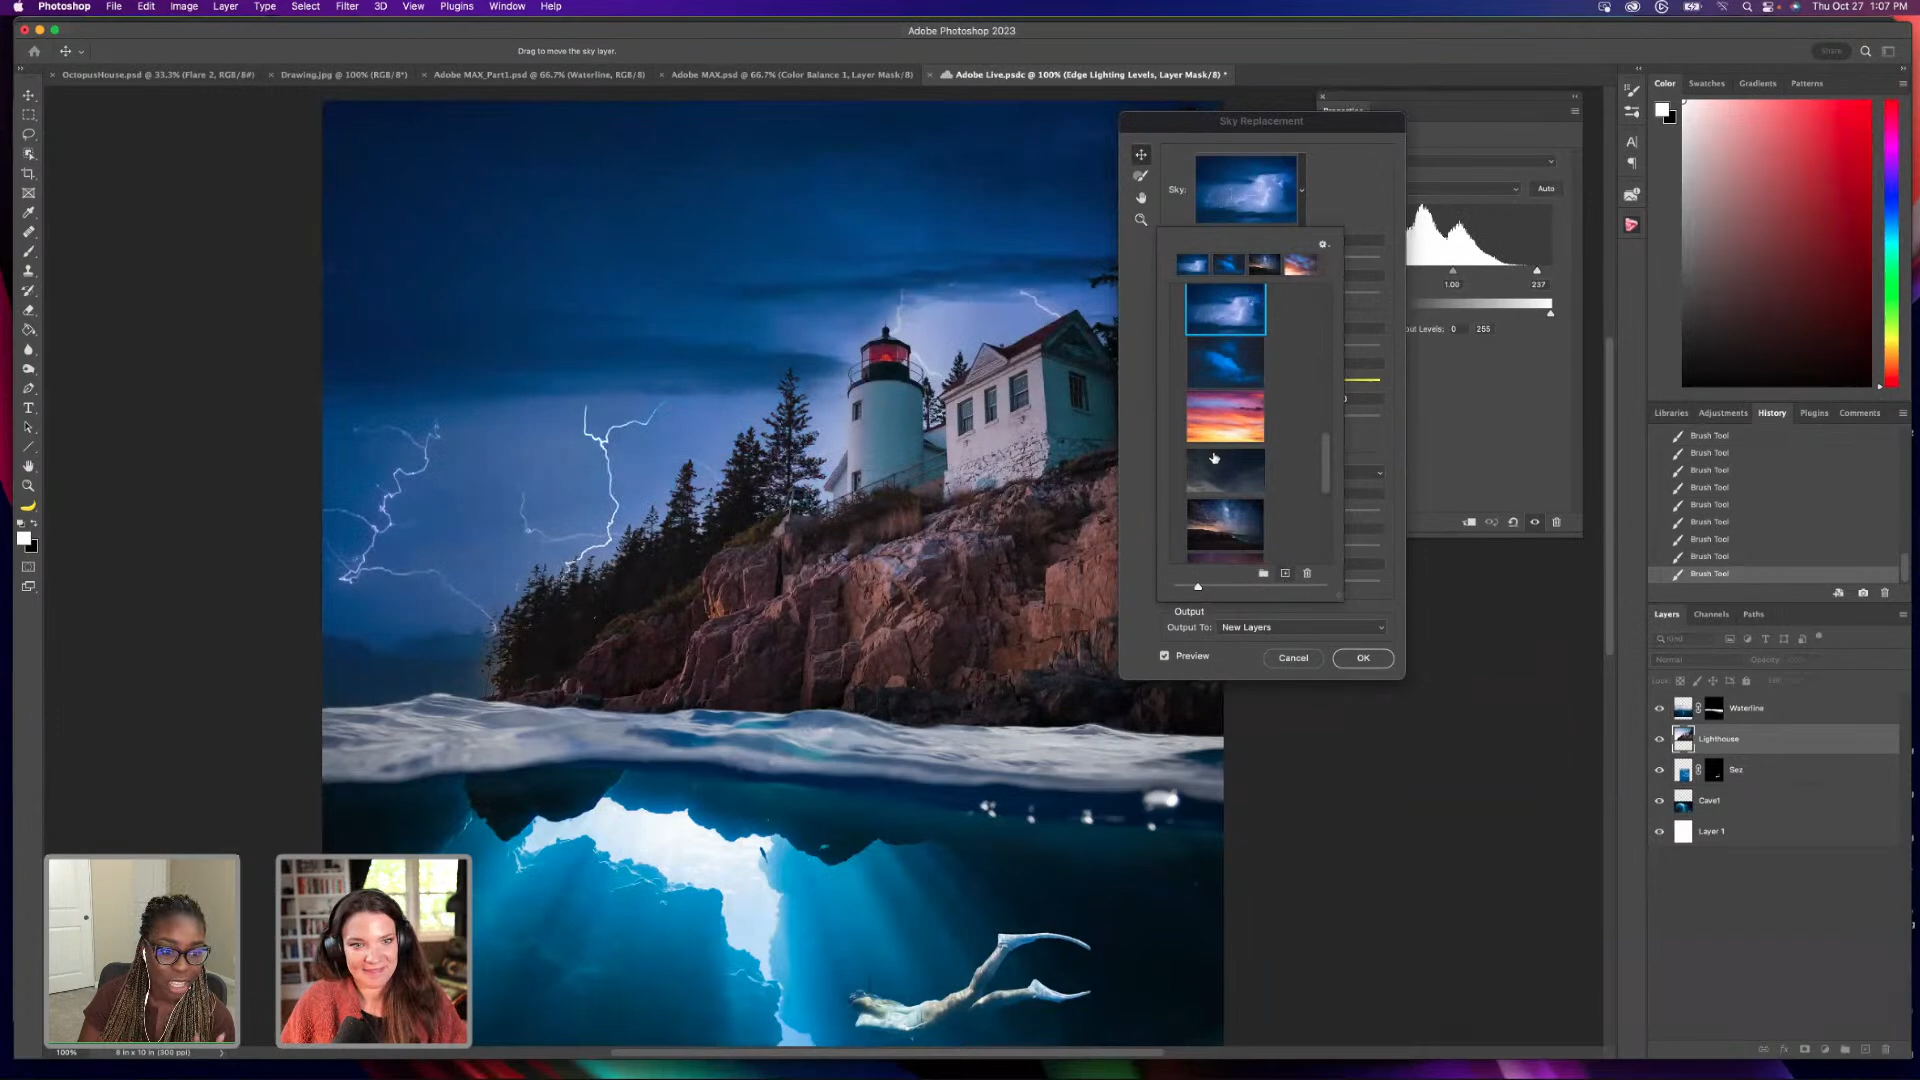 Photoshop File Edit Image Layer Type Select Filter 3D View Plugins Window Help
Thu Oct 27 1:07 PM
Adobe Photoshop 2023
Drag to move the sky layer.
Share
OctopusHouse.psd @ 33.3% (Flare 2, RGB/8#)
Drawing.jpg @ 100% (RGB/8*)
Adobe MAX_Part1.psd @ 66.7% (Waterline, RGB/8)
Adobe MAX.psd @ 66.7% (Color Balance 1, Layer Mask/8)
Adobe Live.psdc @ 100% (Edge Lighting Levels, Layer Mask/8) *
Color Swatches Gradients Patterns
Sky Replacement
Sky:
Auto
1.00
237
0 255
Output
Output To: New Layers
Preview
Cancel
OK
Libraries Adjustments History Plugins Comments
Brush Tool
Brush Tool
Brush Tool
Brush Tool
Brush Tool
Brush Tool
Brush Tool
Brush Tool
Brush Tool
Layers Channels Paths
Kind
Normal
Opacity
Lock:
Waterline
Lighthouse
Sez
Cave1
Layer 1
100%
8 in x 10 in (300 ppi)